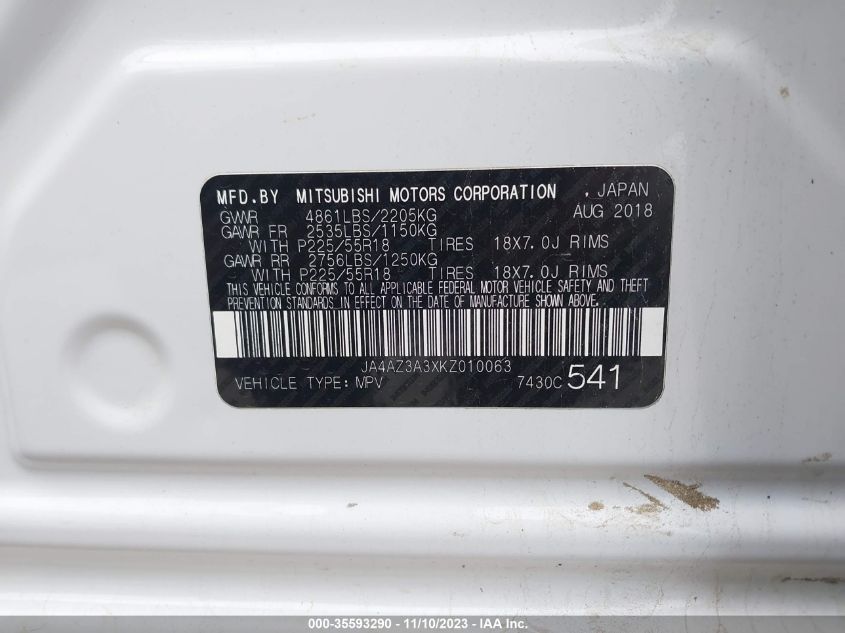 MFD.BY MITSUBISHI MOTORS CORPORATION , JAPAN
GVWR 4861LBS/2205KG AUG 2018
GAWR FR 2535LBS/1150KG
WITH P225/55R18 TIRES 18X7.0J RIMS
GAWR RR 2756LBS/1250KG
WITH P225/55R18 TIRES 18X7.0J RIMS
THIS VEHICLE CONFORMS TO ALL APPLICABLE FEDERAL MOTOR VEHICLE SAFETY AND THEFT
PREVENTION STANDARDS IN EFFECT ON THE DATE OF MANUFACTURE SHOWN ABOVE.
JA4AZ3A3XKZ010063
VEHICLE TYPE: MPV 7430C 541
000-35593290 - 11/10/2023 - IAA Inc.